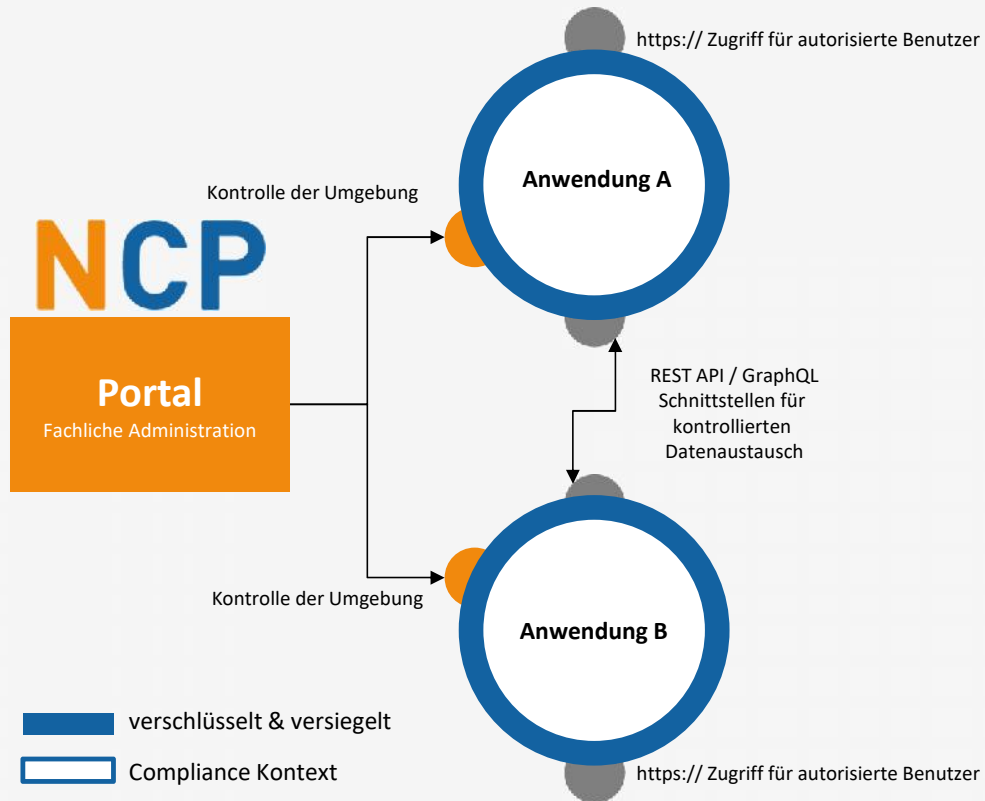 https:// Zugriff für autorisierte Benutzer
Anwendung A
Kontrolle der Umgebung
NCP
Portal
Fachliche Administration
REST API / GraphQL
Schnittstellen für
kontrollierten
Datenaustausch
Kontrolle der Umgebung
Anwendung B
verschlüsselt & versiegelt
Compliance Kontext
https:// Zugriff für autorisierte Benutzer